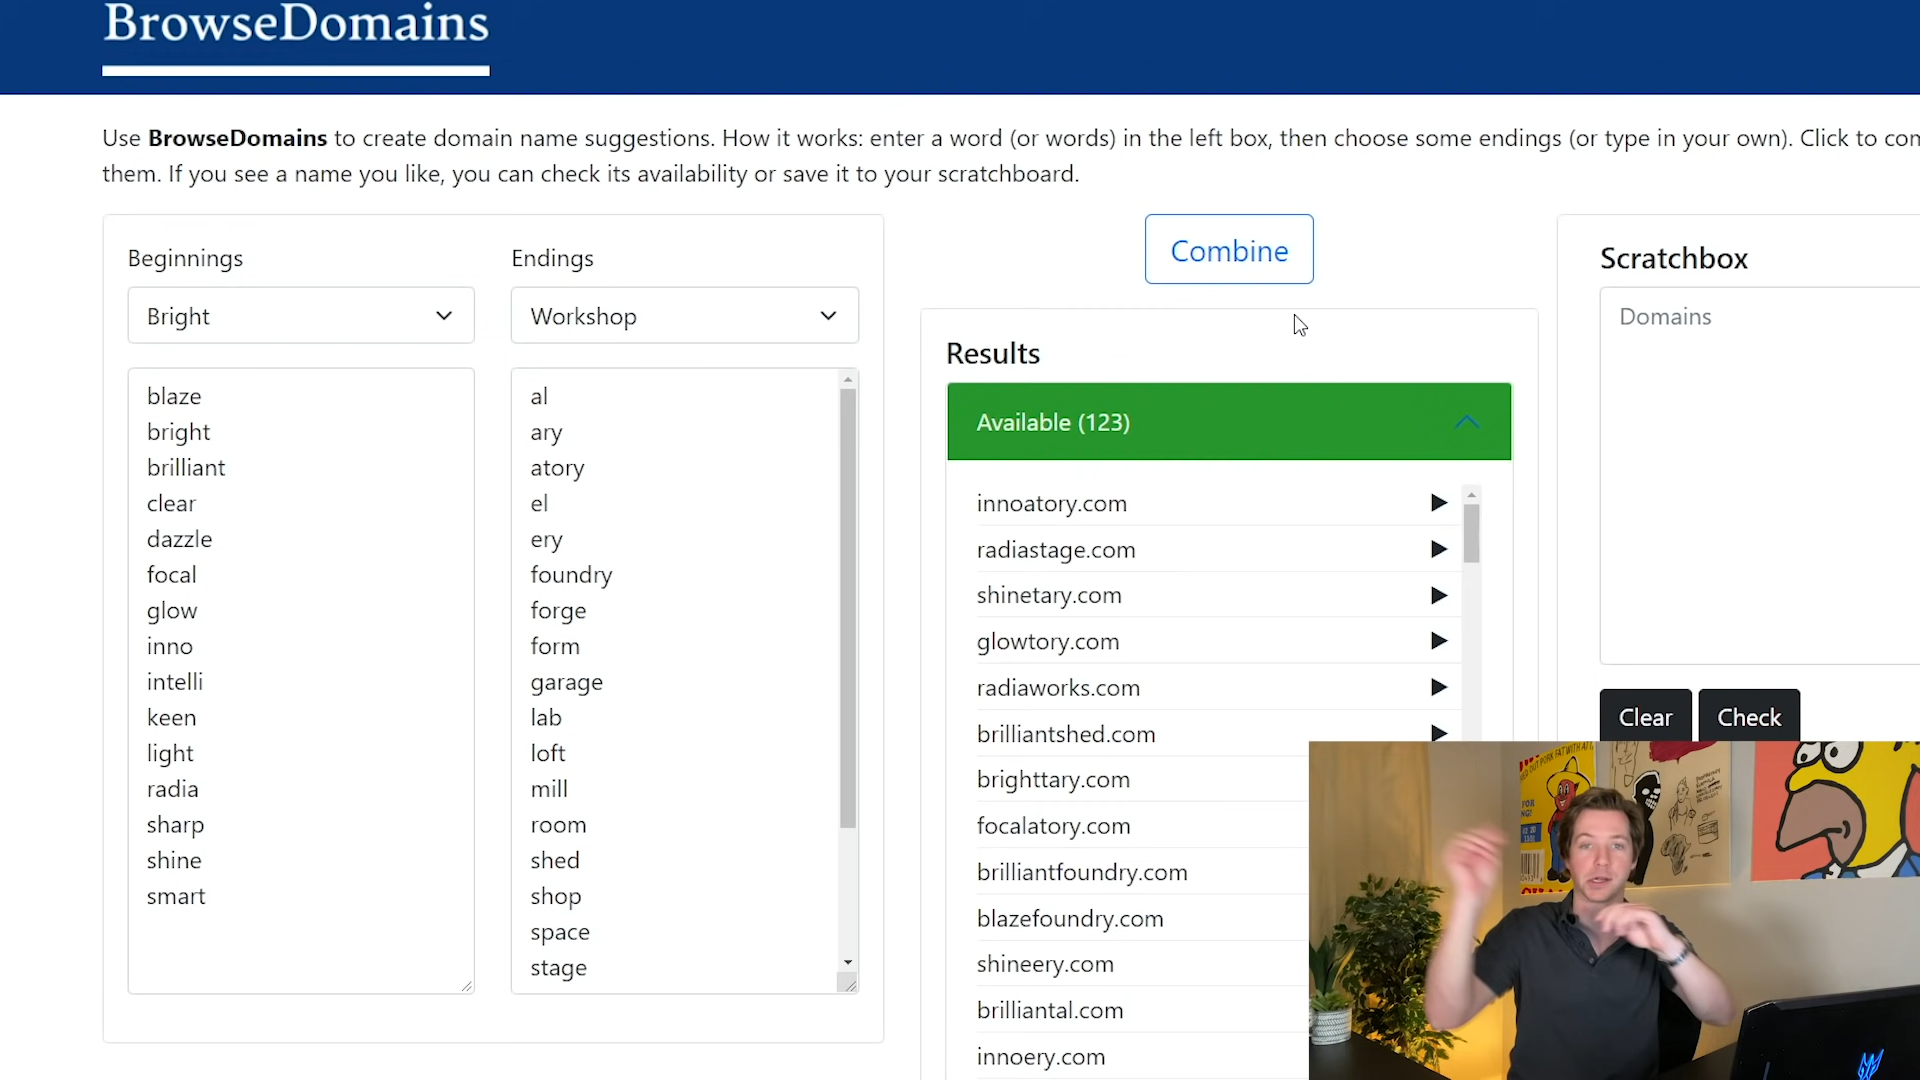 BrowseDomains
Use BrowseDomains to create domain name suggestions. How it works: enter a word (or words) in the left box, then choose some endings (or type in your own). Click to com
them. If you see a name you like, you can check its availability or save it to your scratchboard.
Beginnings
Bright
blaze
bright
brilliant
clear
dazzle
focal
glow
inno
intelli
keen
light
radia
sharp
shine
smart
Endings
Workshop
al
ary
atory
el
ery
foundry
forge
form
garage
lab
loft
mill
room
shed
shop
space
stage
Combine
Results
Available (123)
innoatory.com
radiastage.com
shinetary.com
glowtory.com
radiaworks.com
brilliantshed.com
brighttary.com
focalatory.com
brilliantfoundry.com
blazefoundry.com
shineery.com
brilliantal.com
innoery.com
Scratchbox
Domains
Clear
Check